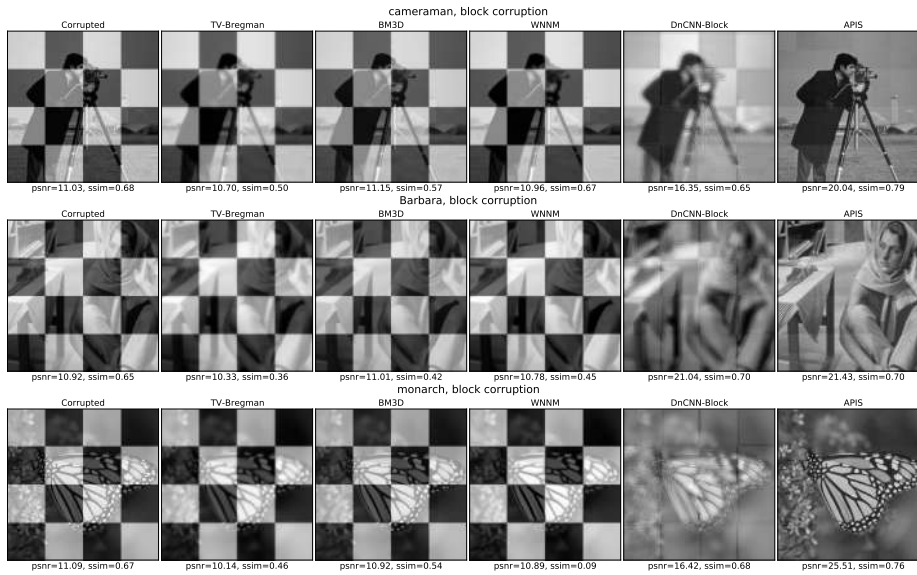 cameraman, block corruption
Corrupted TV-Bregman BM3D WNNM DnCNN-Block APIS
psnr=11.03, ssim=0.68 psnr=10.70, ssim=0.50 psnr=11.15, ssim=0.57 psnr=10.96, ssim=0.67 psnr=16.35, ssim=0.65 psnr=20.04, ssim=0.79
Barbara, block corruption
Corrupted TV-Bregman BM3D WNNM DnCNN-Block APIS
psnr=10.92, ssim=0.65 psnr=10.33, ssim=0.36 psnr=11.01, ssim=0.42 psnr=10.78, ssim=0.45 psnr=21.04, ssim=0.70 psnr=21.43, ssim=0.70
monarch, block corruption
Corrupted TV-Bregman BM3D WNNM DnCNN-Block APIS
psnr=11.09, ssim=0.67 psnr=10.14, ssim=0.46 psnr=10.92, ssim=0.54 psnr=10.89, ssim=0.09 psnr=16.42, ssim=0.68 psnr=25.51, ssim=0.76